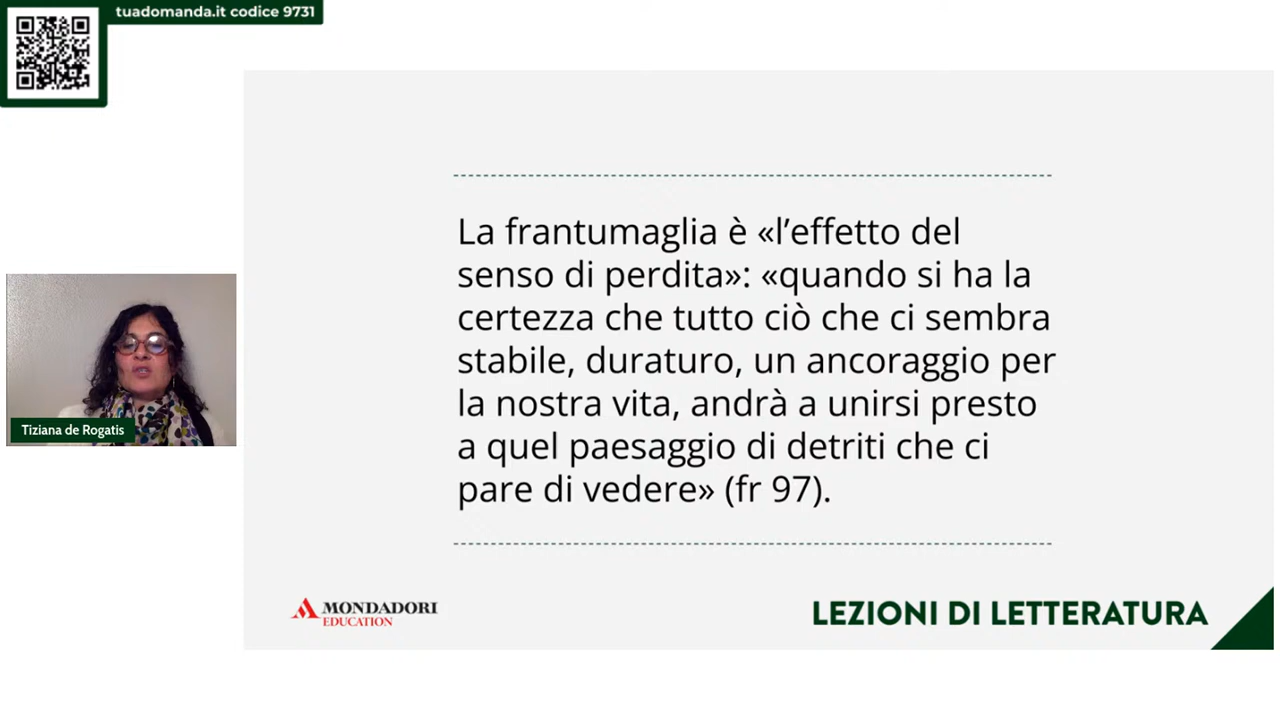 tuadomanda.it codice 9731
La frantumaglia è «l’effetto del
senso di perdita»: «quando si ha la
certezza che tutto ciò che ci sembra
stabile, duraturo, un ancoraggio per
la nostra vita, andrà a unirsi presto
a quel paesaggio di detriti che ci
pare di vedere» (fr 97).
Tiziana de Rogatis
MONDADORI
EDUCATION
LEZIONI DI LETTERATURA